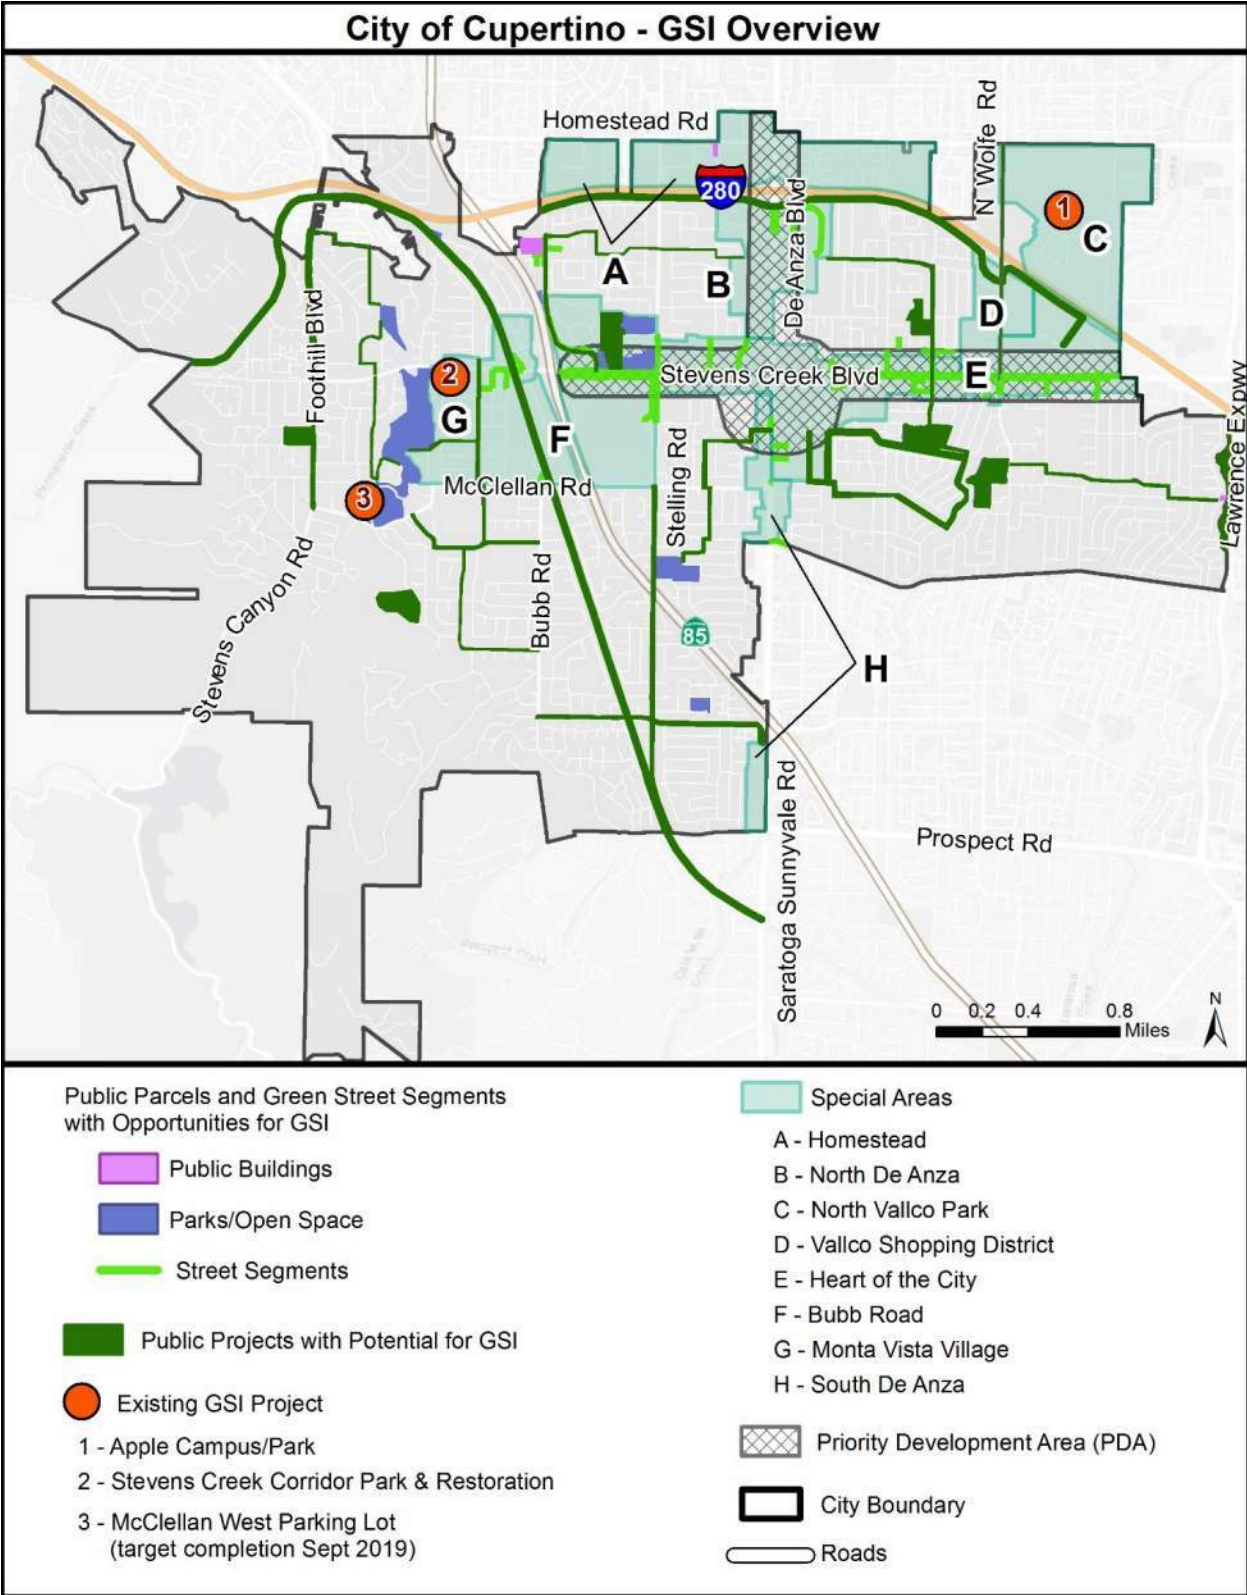 City of Cupertino - GSI Overview
Homestead Rd
N Wolfe Rd
280
De Anza Blvd
1
C
A
B
D
Foothill Blvd
2
Stevens Creek Blvd
E
G
F
Lawrence Expwy
McClellan Rd
3
Stelling Rd
Stevens Canyon Rd
Bubb Rd
85
H
Saratoga Sunnyvale Rd
Prospect Rd
N
0 0.2 0.4 0.8
Miles
Public Parcels and Green Street Segments
with Opportunities for GSI
Public Buildings
Parks/Open Space
Street Segments
Public Projects with Potential for GSI
Existing GSI Project
1 - Apple Campus/Park
2 - Stevens Creek Corridor Park & Restoration
3 - McClellan West Parking Lot
(target completion Sept 2019)
Special Areas
A - Homestead
B - North De Anza
C - North Vallco Park
D - Vallco Shopping District
E - Heart of the City
F - Bubb Road
G - Monta Vista Village
H - South De Anza
Priority Development Area (PDA)
City Boundary
Roads